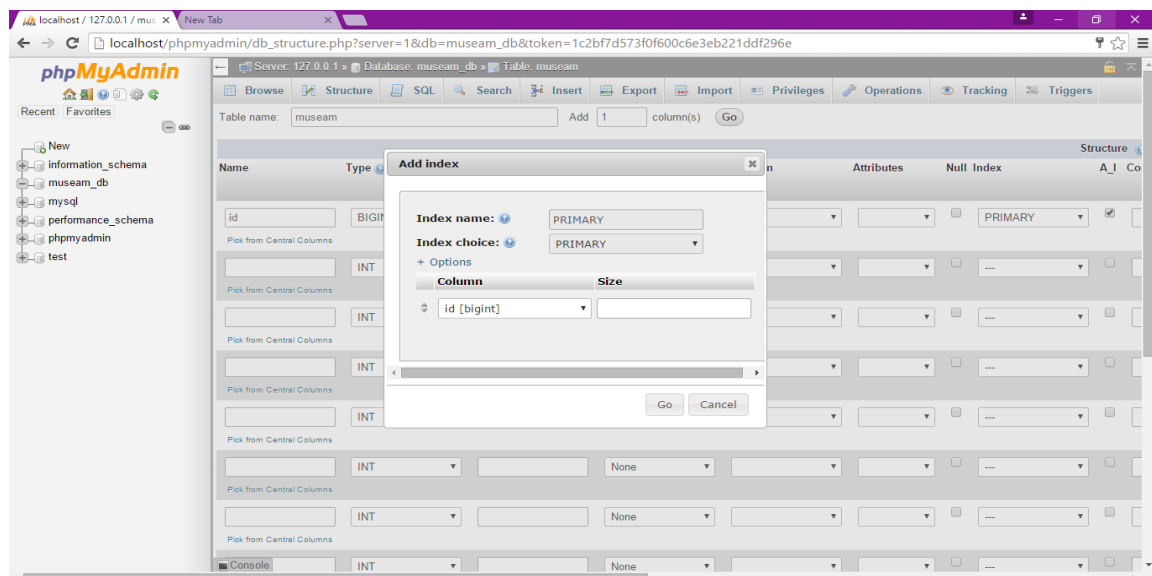 localhost / 127.0.0.1 / mus
New Tab
localhost/phpmyadmin/db_structure.php?server=1&db=museam_db&token=1c2bf7d573f0f600c6e3eb221ddf296e
phpMyAdmin
Recent Favorites
New
information_schema
museam_db
mysql
performance_schema
phpmyadmin
test
Server: 127.0.0.1 » Database: museam_db » Table: museam
Browse Structure SQL Search Insert Export Import Privileges Operations Tracking Triggers
Table name: museam Add 1 column(s) Go
Structure
Name Type Attributes Null Index A_I Co
id BIGIN PRIMARY
Pick from Central Columns
INT ---
Pick from Central Columns
INT ---
Pick from Central Columns
INT ---
Pick from Central Columns
INT ---
Pick from Central Columns
INT None ---
Pick from Central Columns
INT None ---
Pick from Central Columns
INT None ---
Console
Add index
Index name: PRIMARY
Index choice: PRIMARY
+ Options
Column Size
id [bigint]
Go Cancel